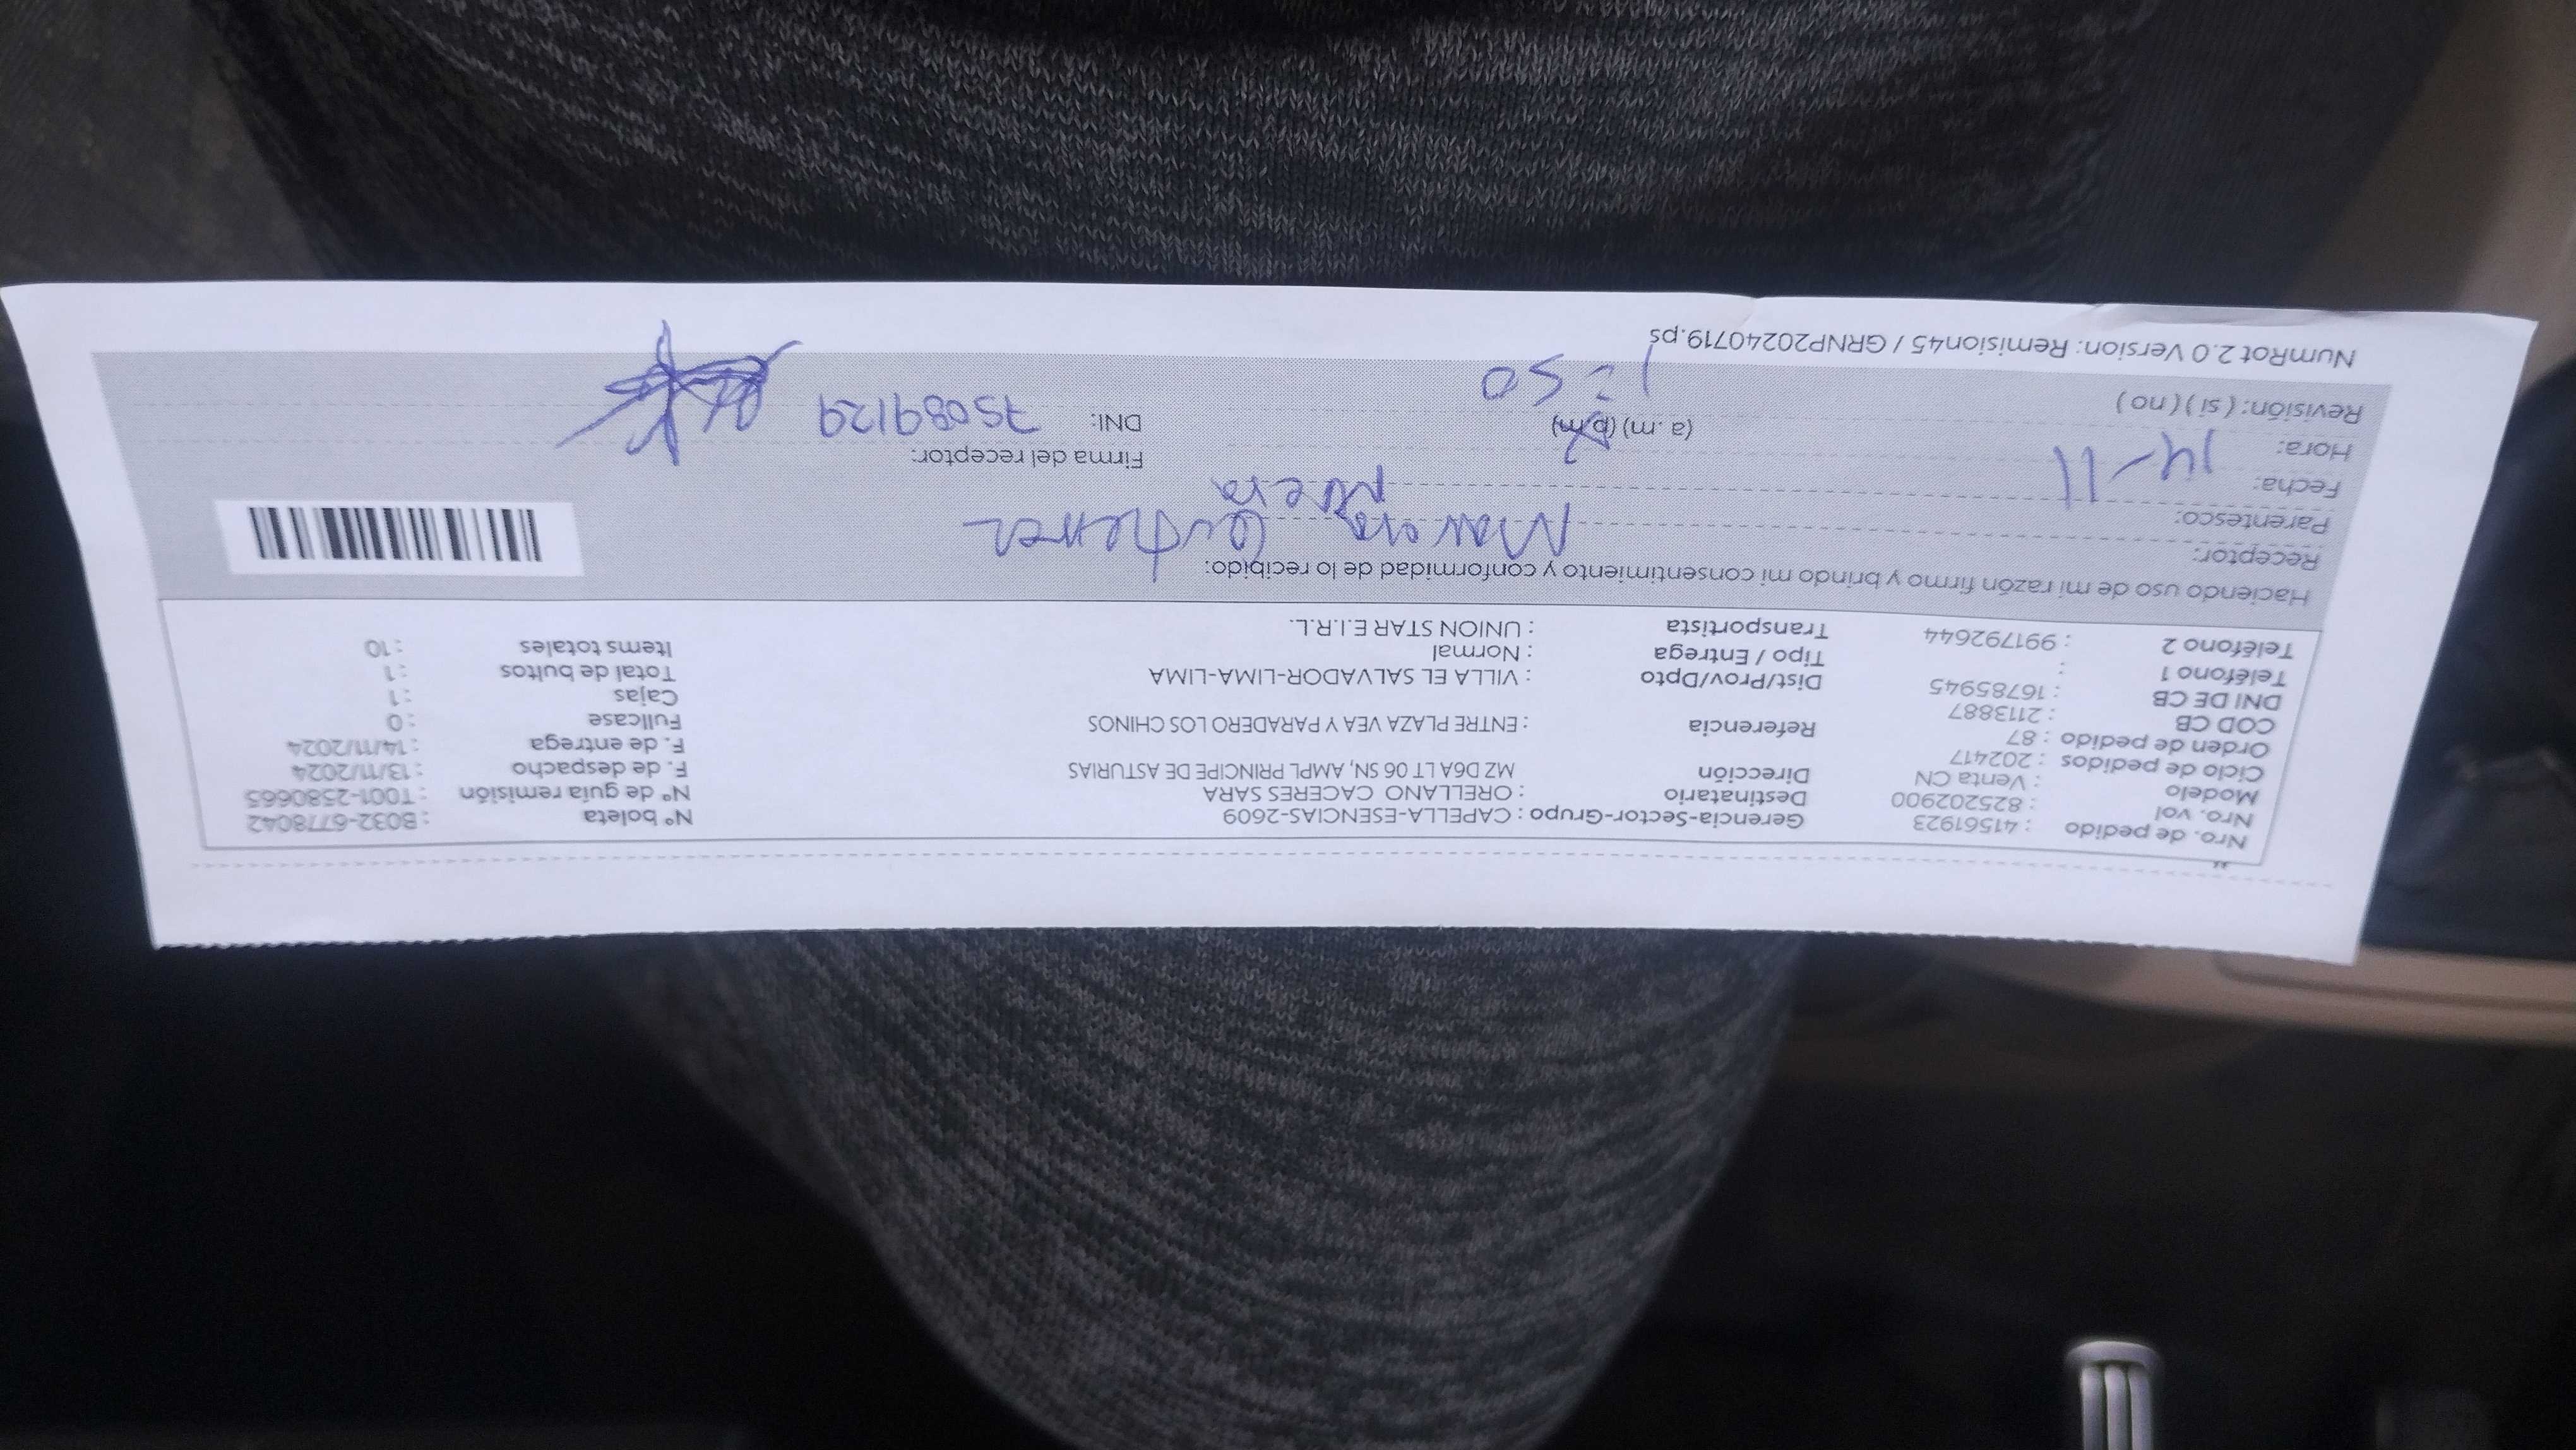 Nro. de pedido : 41561923 Gerencia-Sector-Grupo : CAPELLA-ESENCIAS-2609 N° boleta : B032-6778042
Nro. vol : 825202900 Destinatario : ORELLANO CACERES SARA N° de guía remisión : T001-2580665
Modelo : Venta CN Dirección MZ D6A LT 06 SN, AMPL PRINCIPE DE ASTURIAS F. de despacho : 13/11/2024
Ciclo de pedidos : 202417 F. de entrega : 14/11/2024
Orden de pedido : 87 Referencia : ENTRE PLAZA VEA Y PARADERO LOS CHINOS Fullcase : 0
COD CB : 2113887 Cajas : 1
DNI DE CB : 16785945 Dist/Prov/Dpto : VILLA EL SALVADOR-LIMA-LIMA Total de bultos : 1
Teléfono 1 : Tipo / Entrega : Normal Items totales : 10
Teléfono 2 : 991792644 Transportista : UNION STAR E.I.R.L.
Haciendo uso de mi razón firmo y brindo mi consentimiento y conformidad de lo recibido:
Receptor:
Parentesco: nuera
Fecha: 14-11 Firma del receptor:
Hora: 1:50 (a.m) (p.m) DNI: 75089129
Revisión: (si) (no)
NumRot 2.0 Version: Remision45 / GRNP20240719.ps